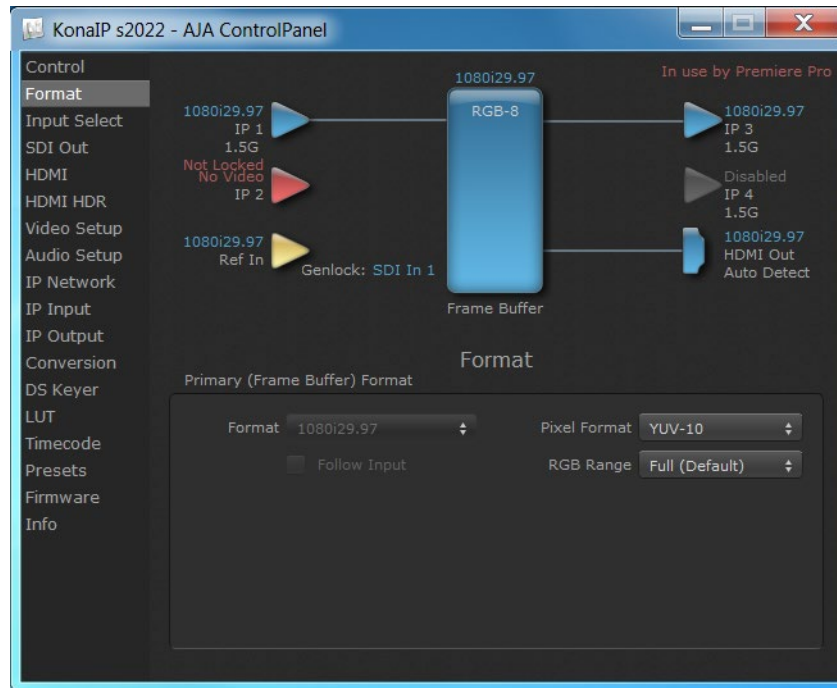 KonaIP s2022 - AJA ControlPanel
Control
Format
Input Select
SDI Out
HDMI
HDMI HDR
Video Setup
Audio Setup
IP Network
IP Input
IP Output
Conversion
DS Keyer
LUT
Timecode
Presets
Firmware
Info
In use by Premiere Pro
1080i29.97
RGB-8
Frame Buffer
1080i29.97
IP 1
1.5G
Not Locked
No Video
IP 2
1080i29.97
Ref In
Genlock: SDI In 1
1080i29.97
IP 3
1.5G
Disabled
IP 4
1.5G
1080i29.97
HDMI Out
Auto Detect
Format
Primary (Frame Buffer) Format
Format 1080i29.97
Follow Input
Pixel Format YUV-10
RGB Range Full (Default)